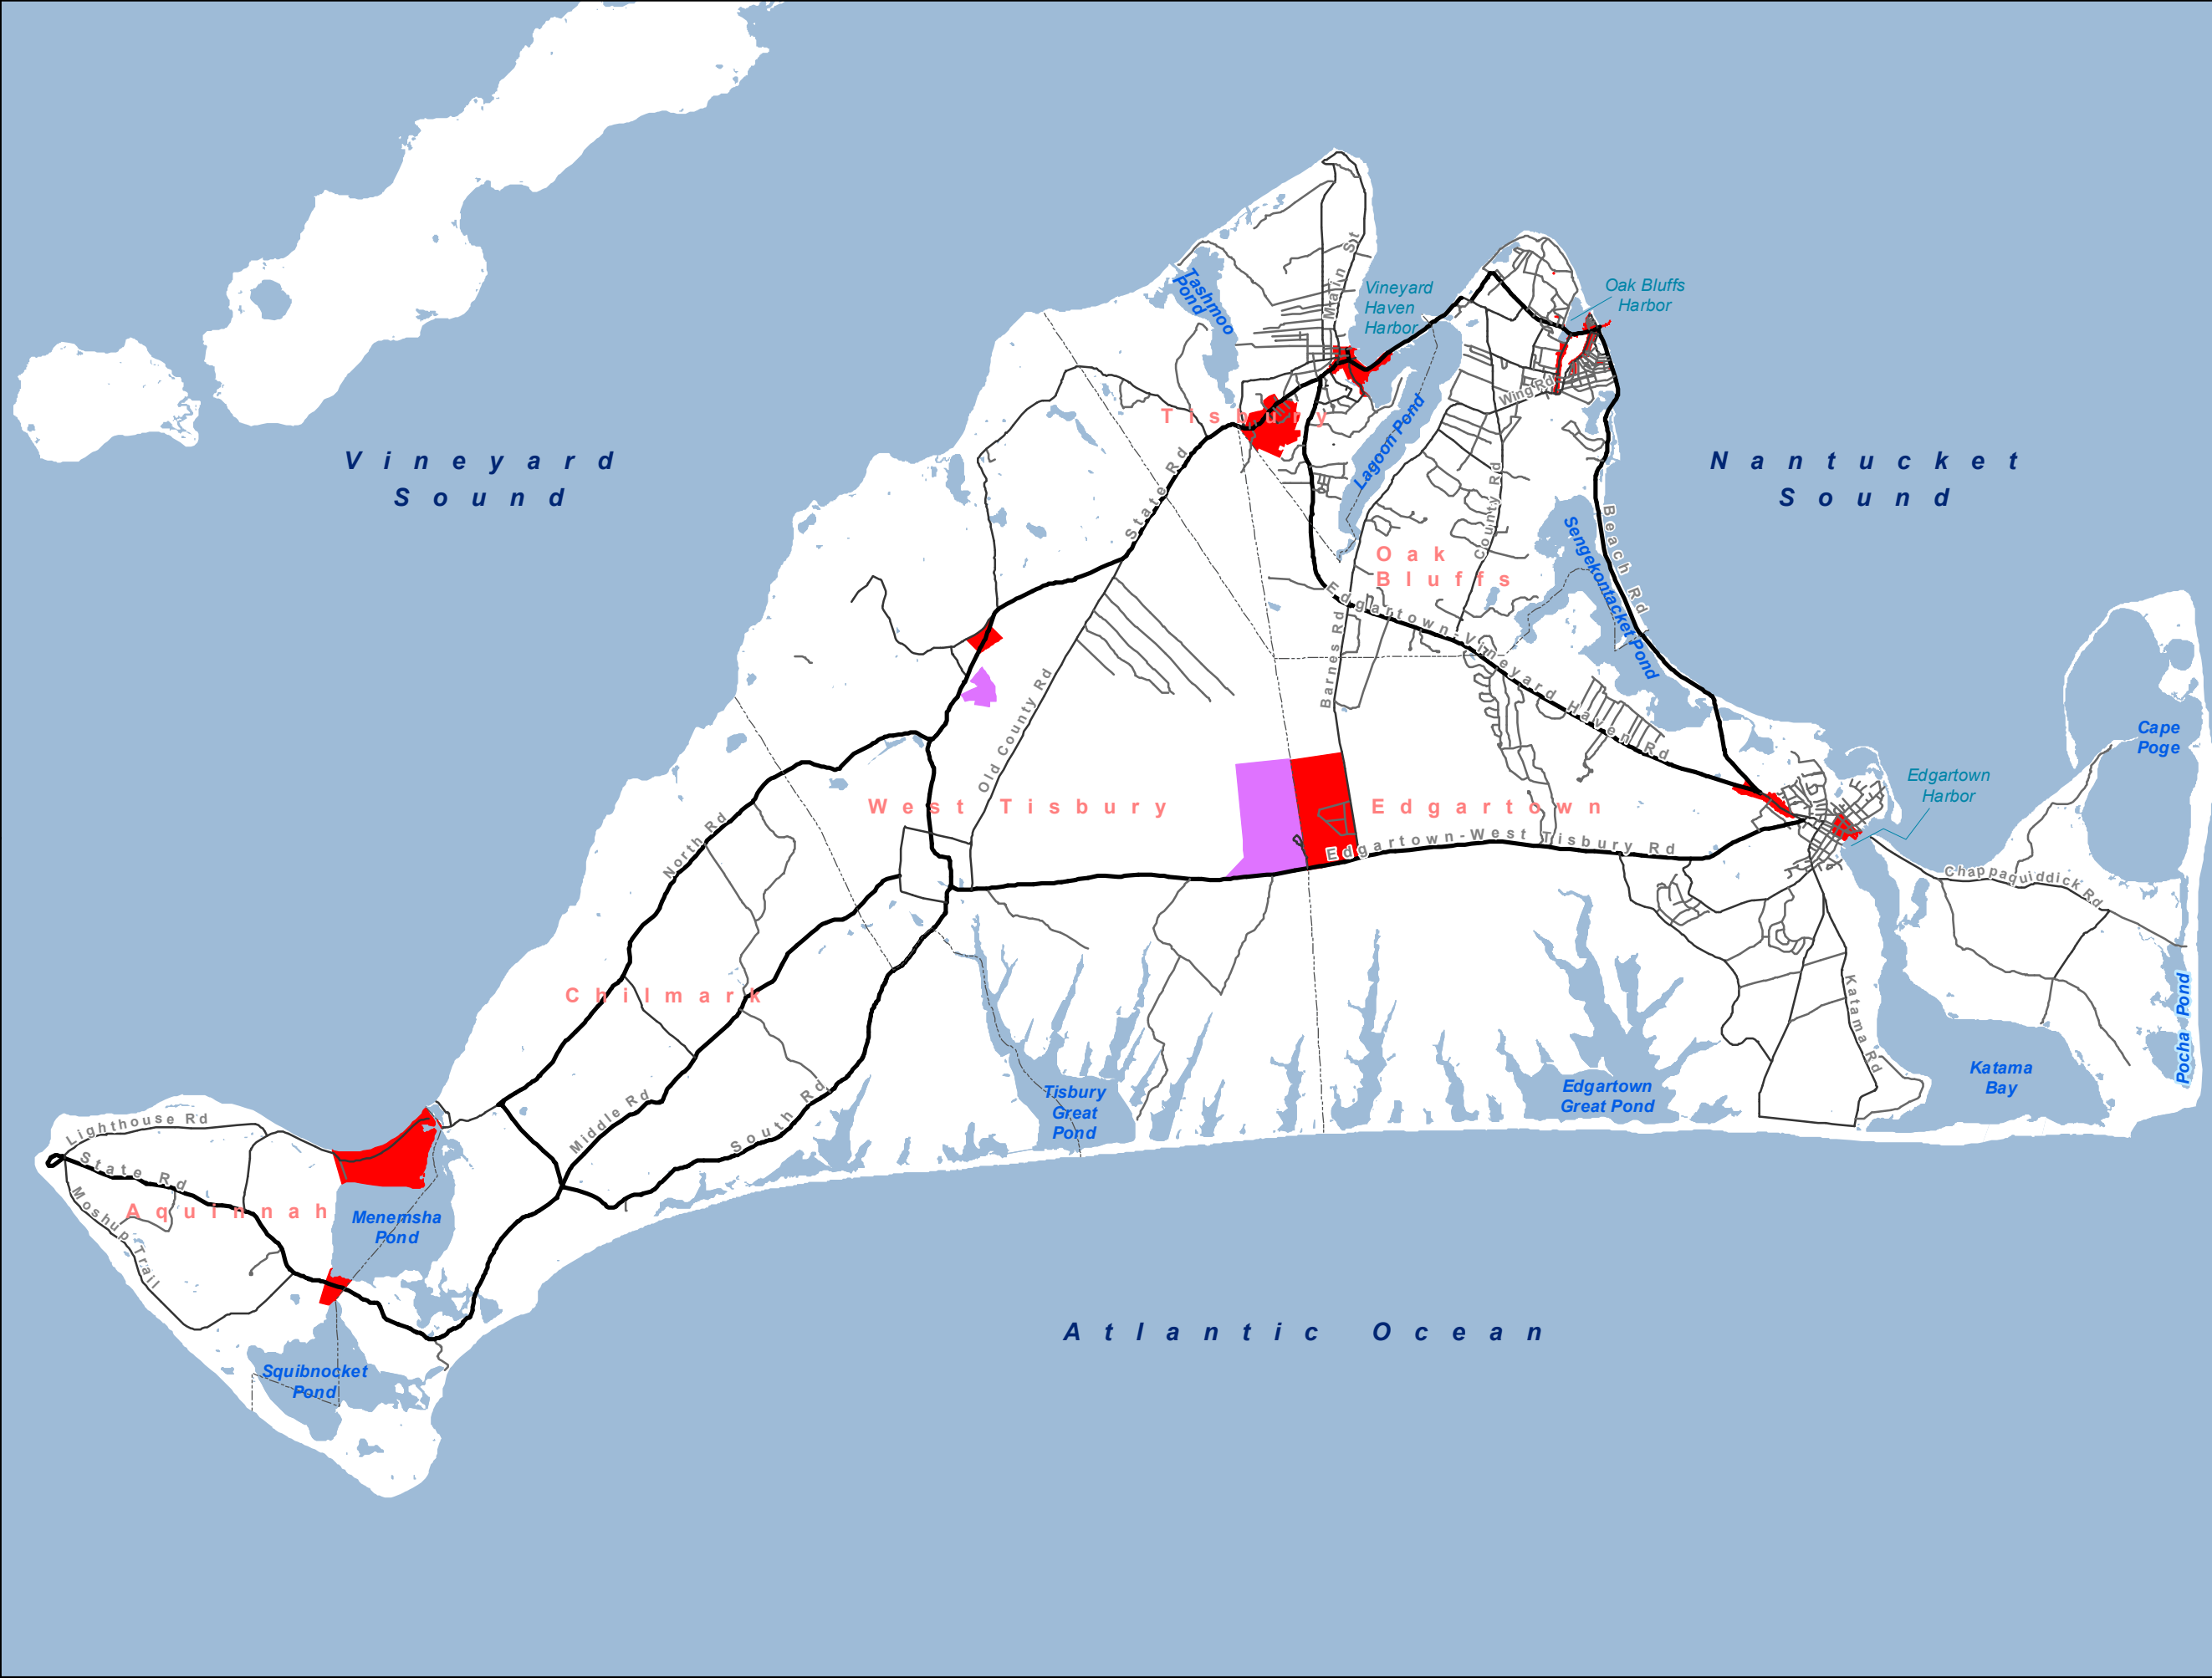 Vineyard
Sound
Nantucket
Sound
Atlantic Ocean
Tashmoo
Pond
Main St
Vineyard
Haven
Harbor
Oak Bluffs
Harbor
Wing Rd
Tisbury
Lagoon Pond
State Rd
County Rd
Beach Rd
Sengekontacket Pond
Oak
Bluffs
Edgartown-Vineyard Haven Rd
Barnes Rd
Old County Rd
Cape
Poge
Edgartown
Harbor
West Tisbury
Edgartown
Edgartown-West Tisbury Rd
North Rd
Chappaquiddick Rd
Chilmark
Katama Rd
Pocha Pond
Katama
Bay
Tisbury
Great
Pond
Edgartown
Great Pond
Middle Rd
South Rd
Lighthouse Rd
State Rd
Moshup Trail
Aquinnah
Menemsha
Pond
Squibnocket
Pond